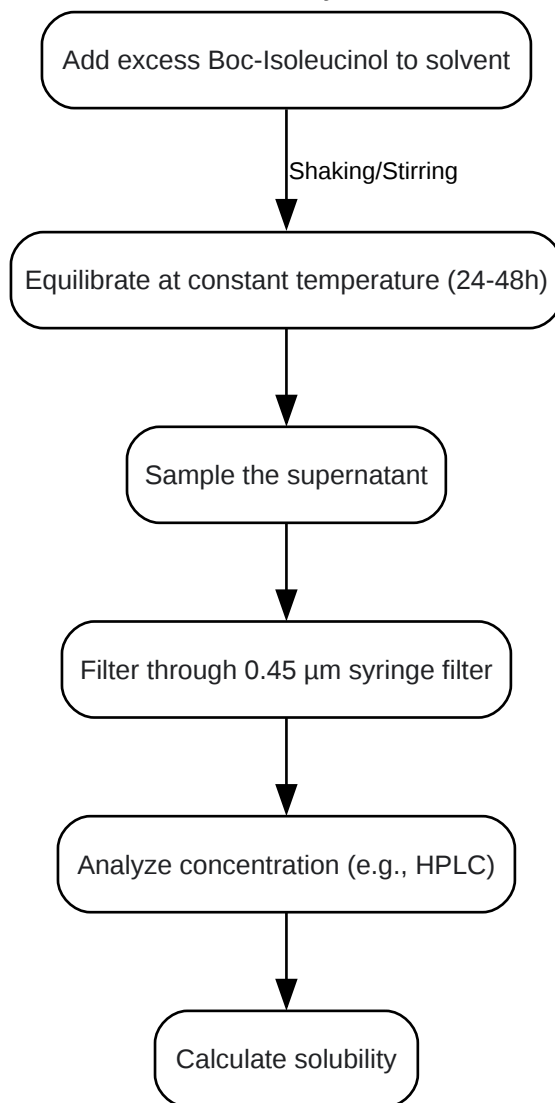 Add excess Boc-Isoleucinol to solvent
Shaking/Stirring
Equilibrate at constant temperature (24-48h)
Sample the supernatant
Filter through 0.45 µm syringe filter
Analyze concentration (e.g., HPLC)
Calculate solubility